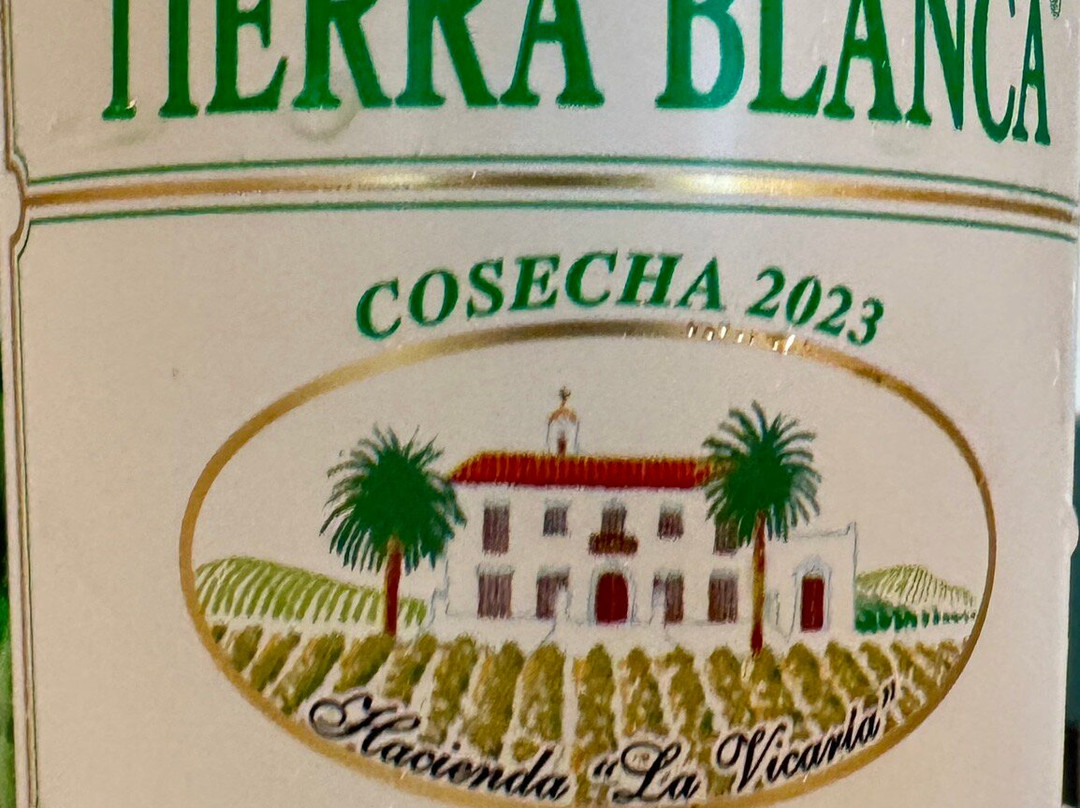 TIERRA BLANCA
COSECHA 2023
Hacienda "La Vicaría"